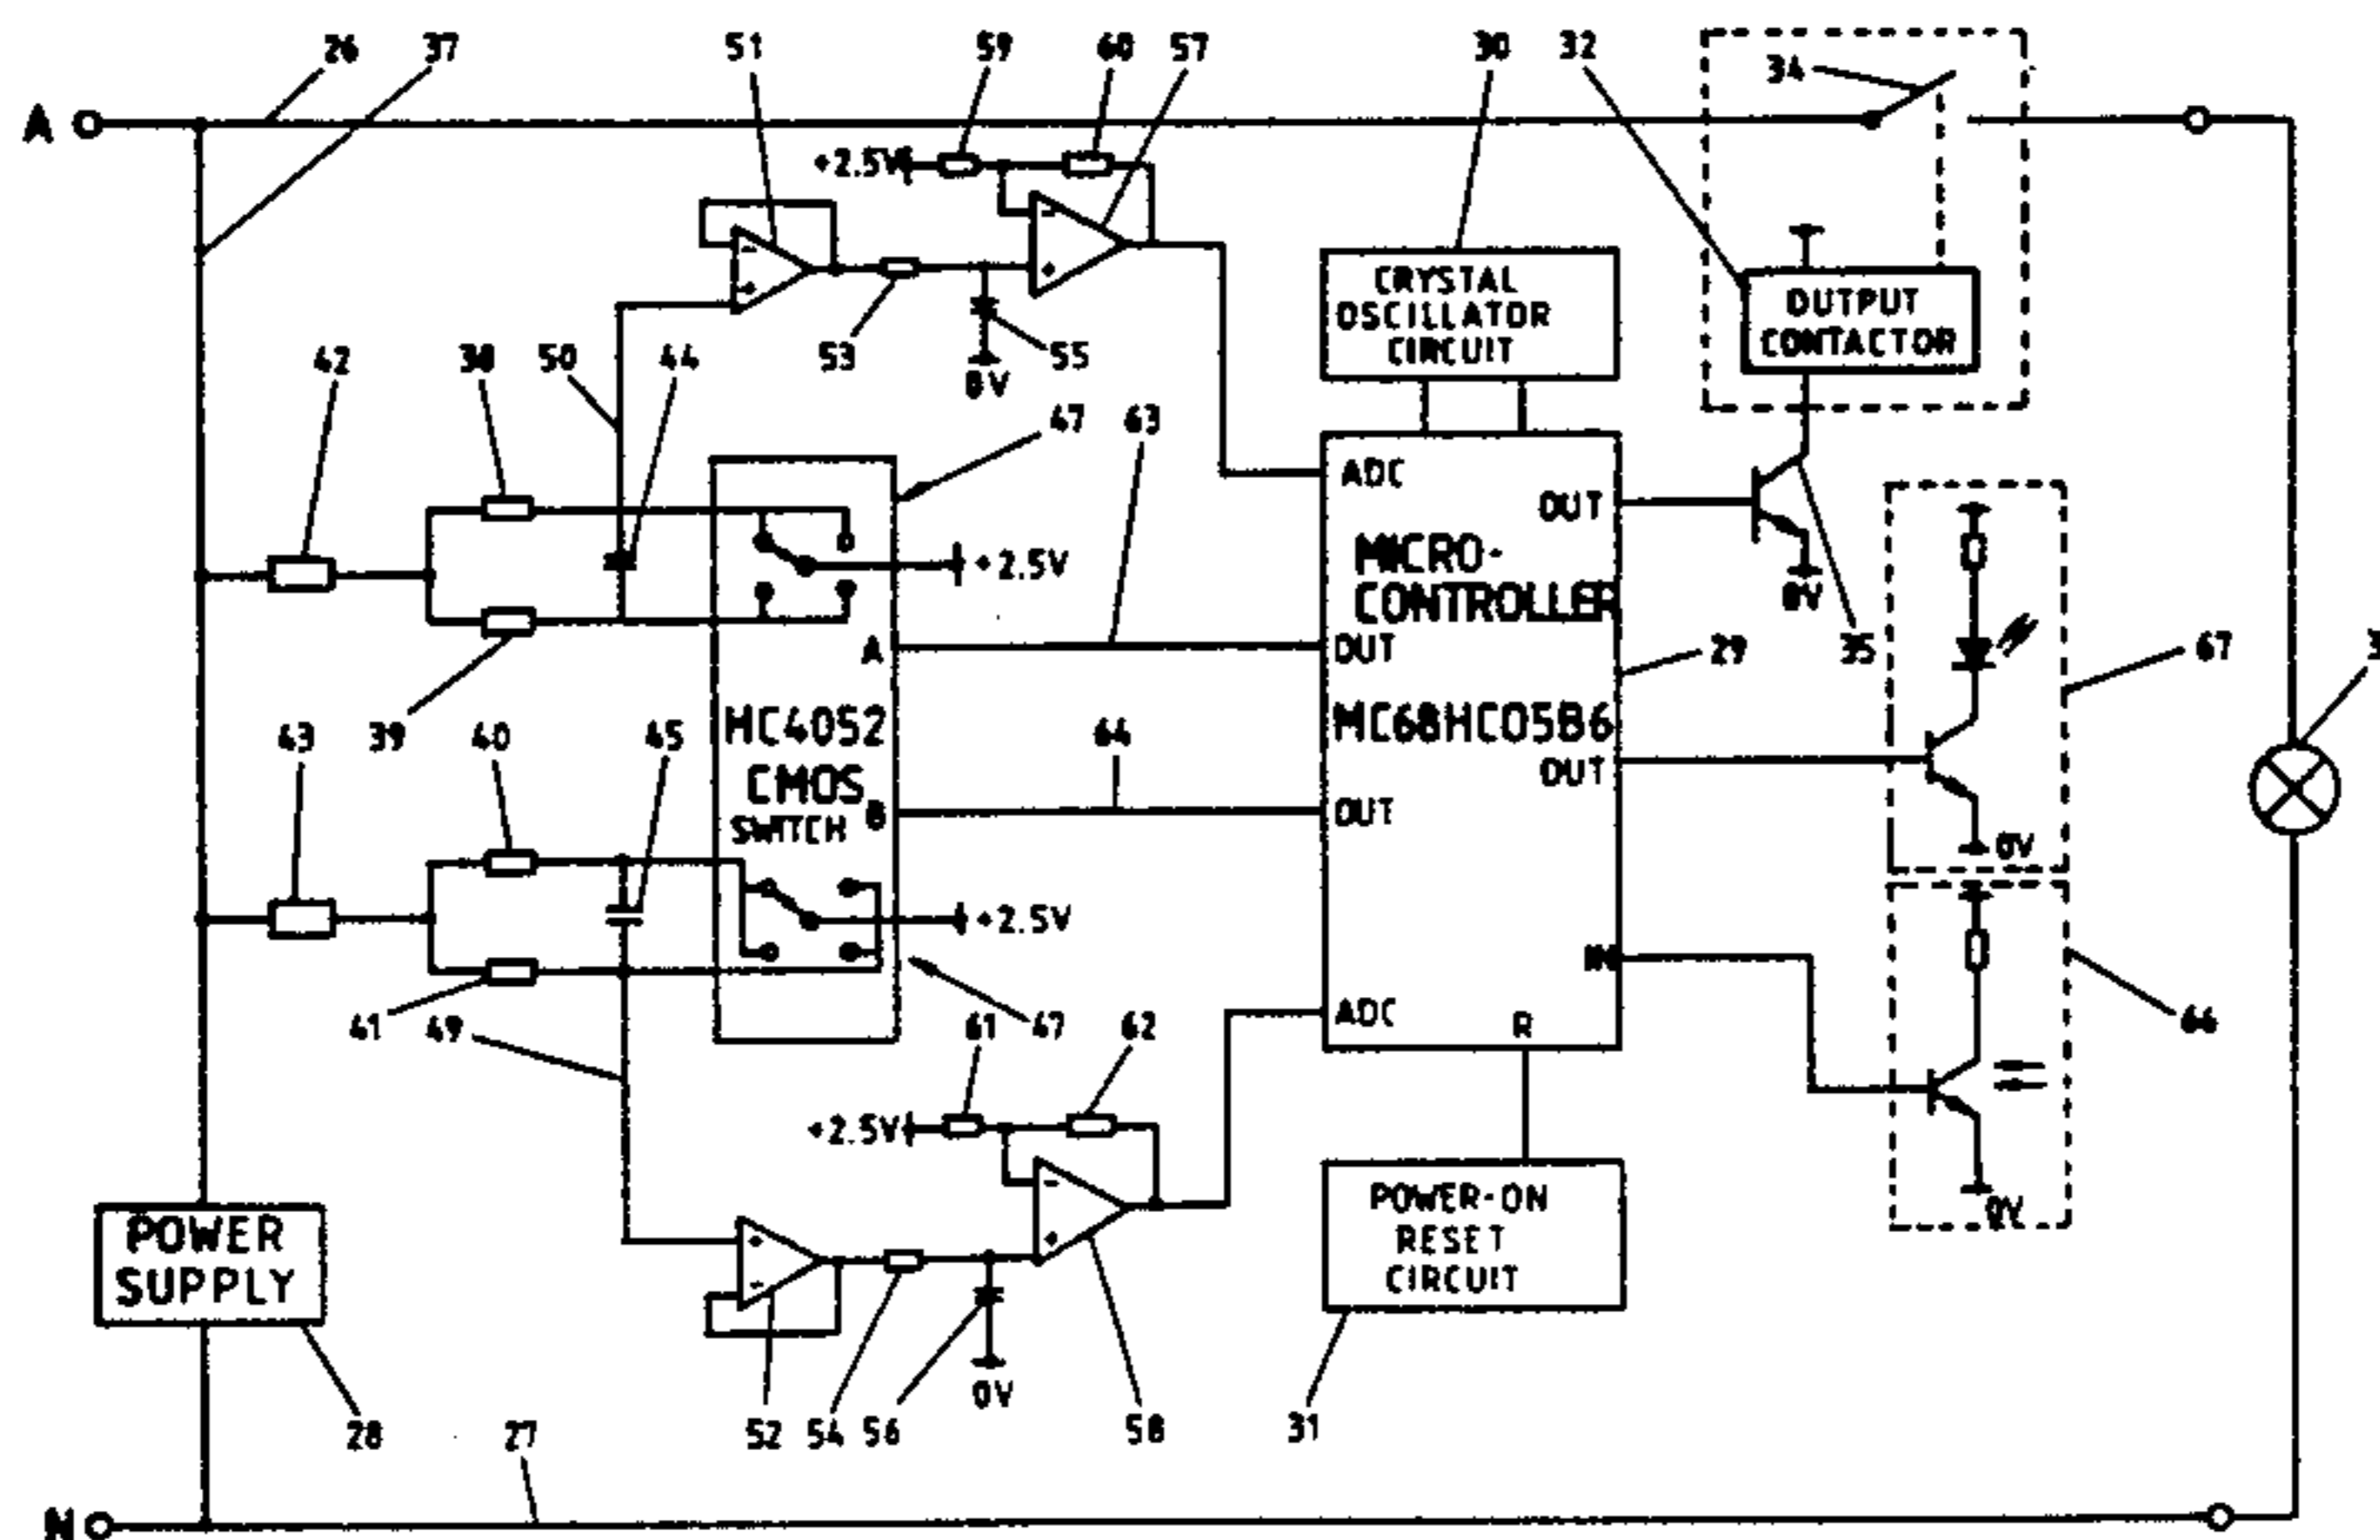 26 37 51 59 60 57 30 32
34
A
+2.5V
-
-
+
+
CRYSTAL
OSCILLATOR
CIRCUIT
OUTPUT
CONTACTOR
42 38 50 44 53 55
0V
47 63
ADC
OUT
+2.5V
MICRO-
CONTROLLER
0V
A
OUT
29 35 67
39
43 40 45
HC4052
CMOS
SWITCH
B
64
MC68HC05B6
OUT
OUT
0V
+2.5V
IN
41 49 47 61 62
ADC
R
66
+2.5V
-
+
+
-
POWER-ON
RESET
CIRCUIT
0V
POWER
SUPPLY
0V
28 27 52 54 56 58 31
N